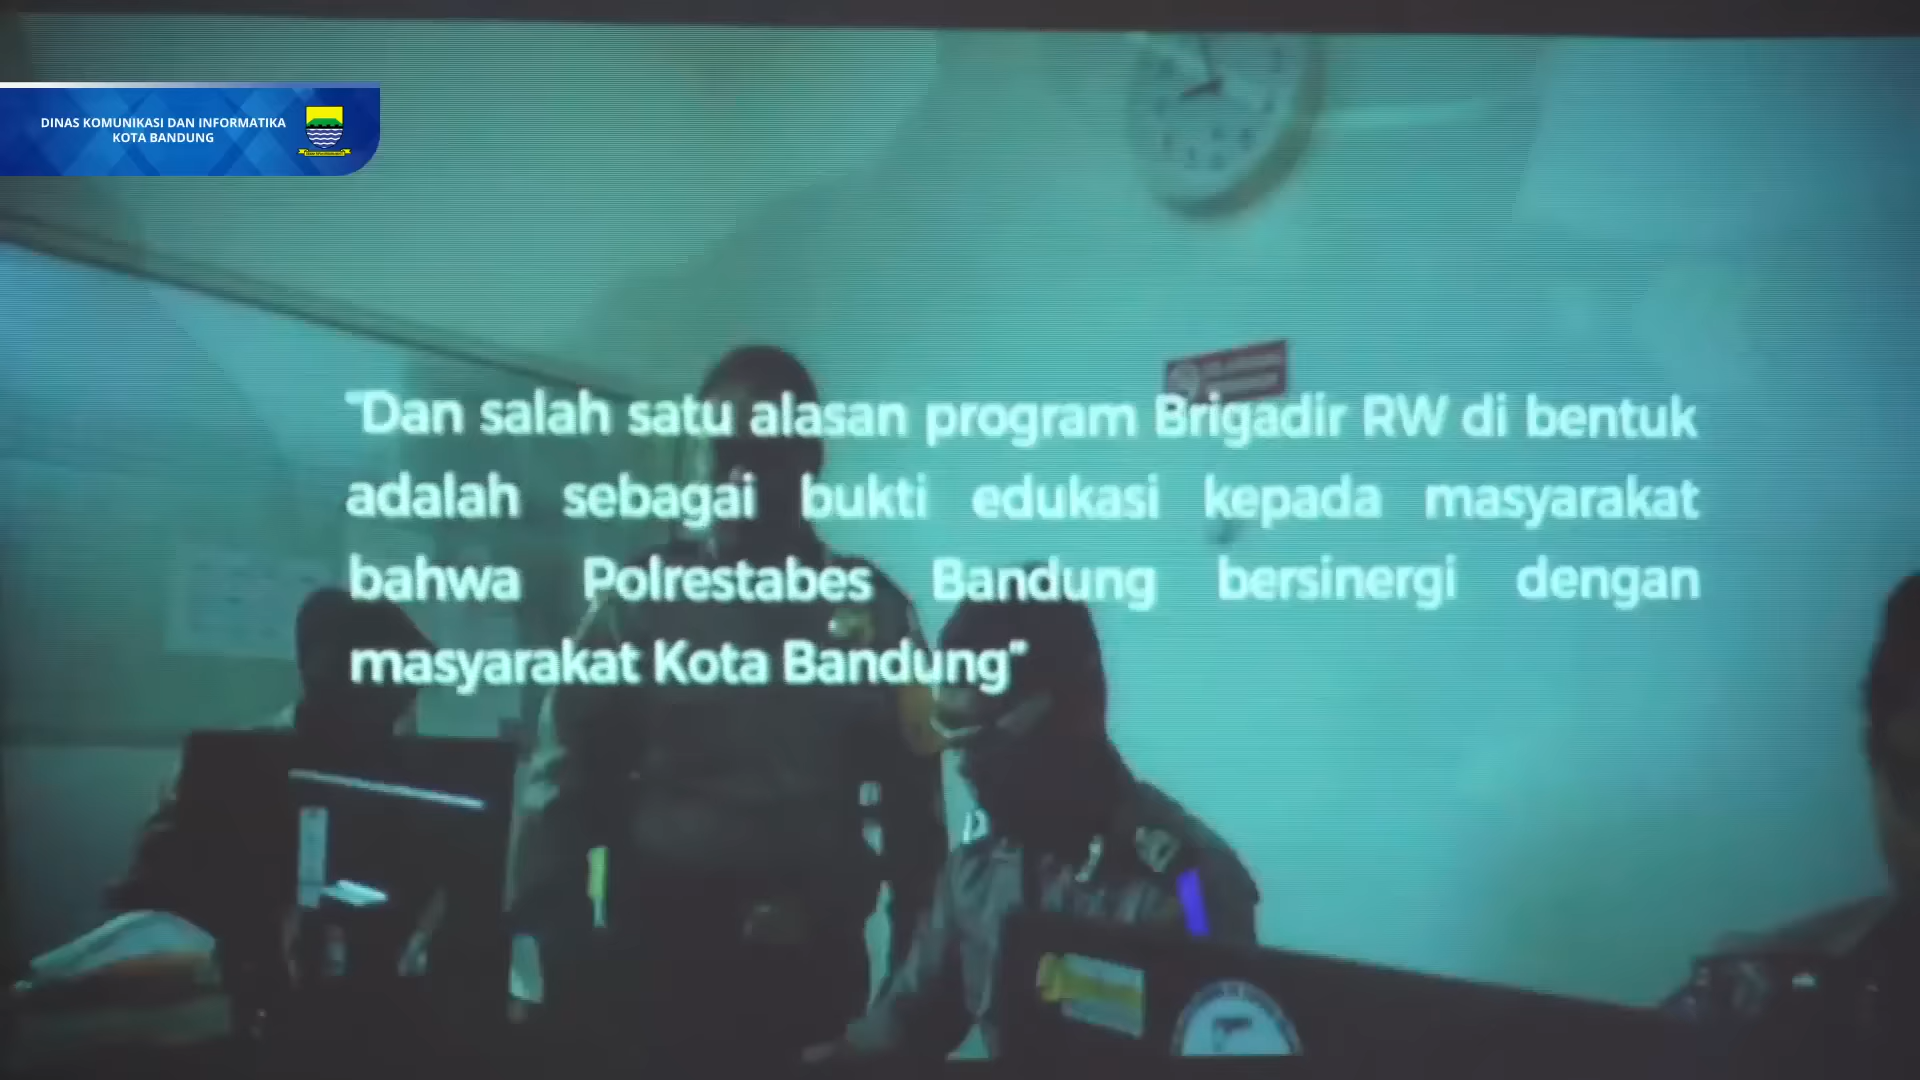 DINAS KOMUNIKASI DAN INFORMATIKA
KOTA BANDUNG
"Dan salah satu alasan program Brigadir RW di bentuk
adalah sebagai bukti edukasi kepada masyarakat
bahwa Polrestabes Bandung bersinergi dengan
masyarakat Kota Bandung"